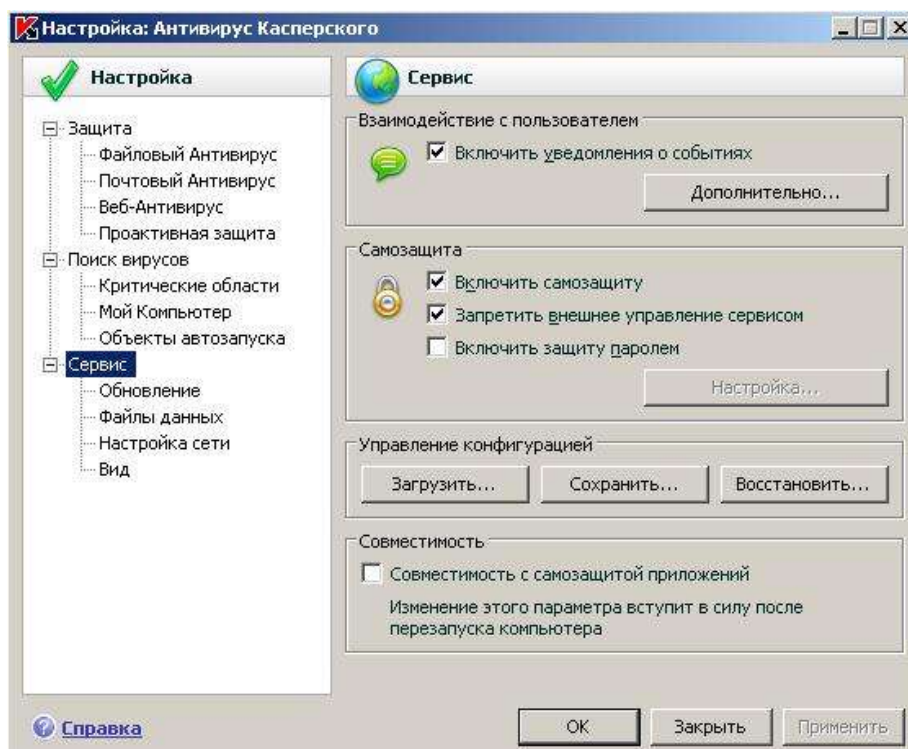 Настройка: Антивирус Касперского
Настройка
Защита
Файловый Антивирус
Почтовый Антивирус
Веб-Антивирус
Проактивная защита
Поиск вирусов
Критические области
Мой Компьютер
Объекты автозапуска
Сервис
Обновление
Файлы данных
Настройка сети
Вид
Сервис
Взаимодействие с пользователем
Включить уведомления о событиях
Дополнительно...
Самозащита
Включить самозащиту
Запретить внешнее управление сервисом
Включить защиту паролем
Настройка...
Управление конфигурацией
Загрузить... Сохранить... Восстановить...
Совместимость
Совместимость с самозащитой приложений
Изменение этого параметра вступит в силу после
перезапуска компьютера
Справка
ОК Закрыть Применить